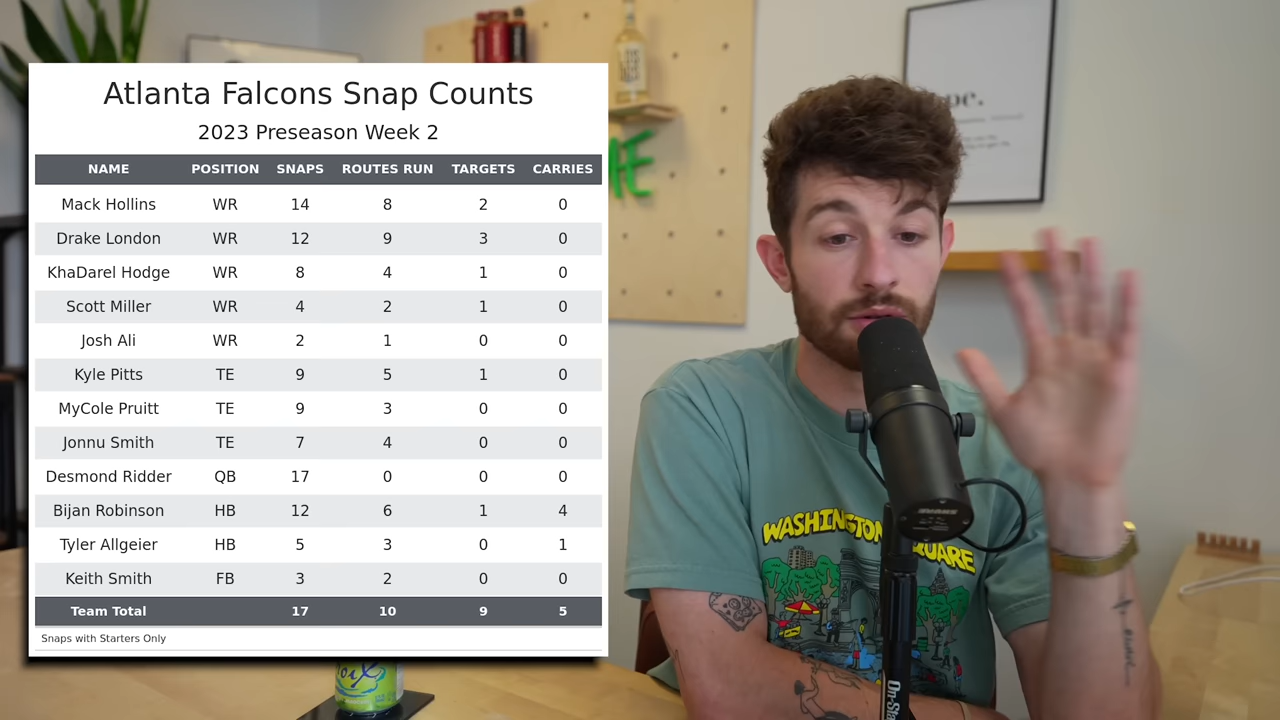 Atlanta Falcons Snap Counts
2023 Preseason Week 2
NAME POSITION SNAPS ROUTES RUN TARGETS CARRIES
Mack Hollins WR 14 8 2 0
Drake London WR 12 9 3 0
KhaDarel Hodge WR 8 4 1 0
Scott Miller WR 4 2 1 0
Josh Ali WR 2 1 0 0
Kyle Pitts TE 9 5 1 0
MyCole Pruitt TE 9 3 0 0
Jonnu Smith TE 7 4 0 0
Desmond Ridder QB 17 0 0 0
Bijan Robinson HB 12 6 1 4
Tyler Allgeier HB 5 3 0 1
Keith Smith FB 3 2 0 0
Team Total 17 10 9 5
Snaps with Starters Only
WASHINGTON
On-Sta